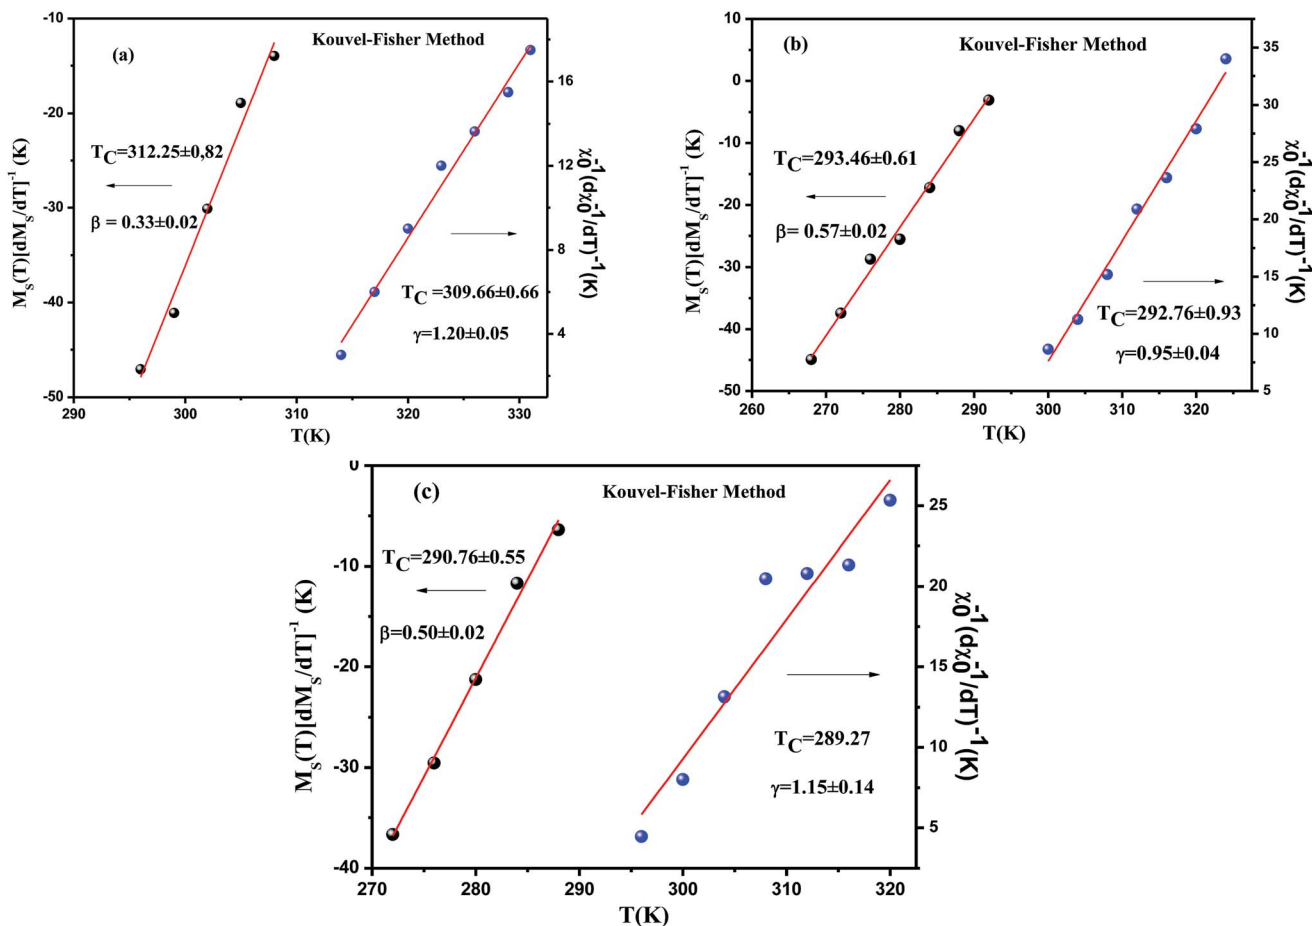 (a)
Kouvel-Fisher Method
T_C=312.25±0,82
β = 0.33±0.02
T_C=309.66±0.66
γ=1.20±0.05
-10
-20
-30
-40
-50
290
300
310
320
330
16
12
8
4
M_S(T)[dM_S/dT]^-1 (K)
χ_0^-1(dχ_0^-1/dT)^-1(K)
T(K)
(b)
Kouvel-Fisher Method
T_C=293.46±0.61
β= 0.57±0.02
T_C=292.76±0.93
γ=0.95±0.04
10
0
-10
-20
-30
-40
-50
260
270
280
290
300
310
320
35
30
25
20
15
10
5
M_S(T)[dM_S/dT]^-1 (K)
χ_0^-1(dχ_0^-1/dT)^-1(K)
T(K)
(c)
Kouvel-Fisher Method
T_C=290.76±0.55
β=0.50±0.02
T_C=289.27
γ=1.15±0.14
0
-10
-20
-30
-40
270
280
290
300
310
320
25
20
15
10
5
M_S(T)[dM_S/dT]^-1 (K)
χ_0^-1(dχ_0^-1/dT)^-1(K)
T(K)